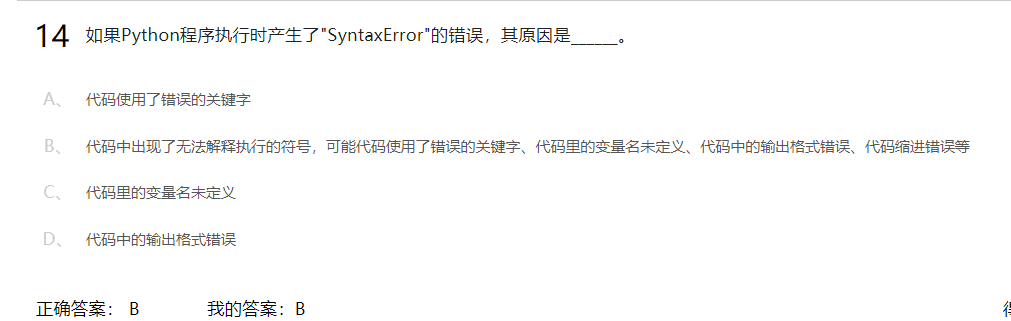 14 如果Python程序执行时产生了"SyntaxError"的错误，其原因是______。
A、 代码使用了错误的关键字
B、 代码中出现了无法解释执行的符号，可能代码使用了错误的关键字、代码里的变量名未定义、代码中的输出格式错误、代码缩进错误等
C、 代码里的变量名未定义
D、 代码中的输出格式错误
正确答案： B 我的答案：B